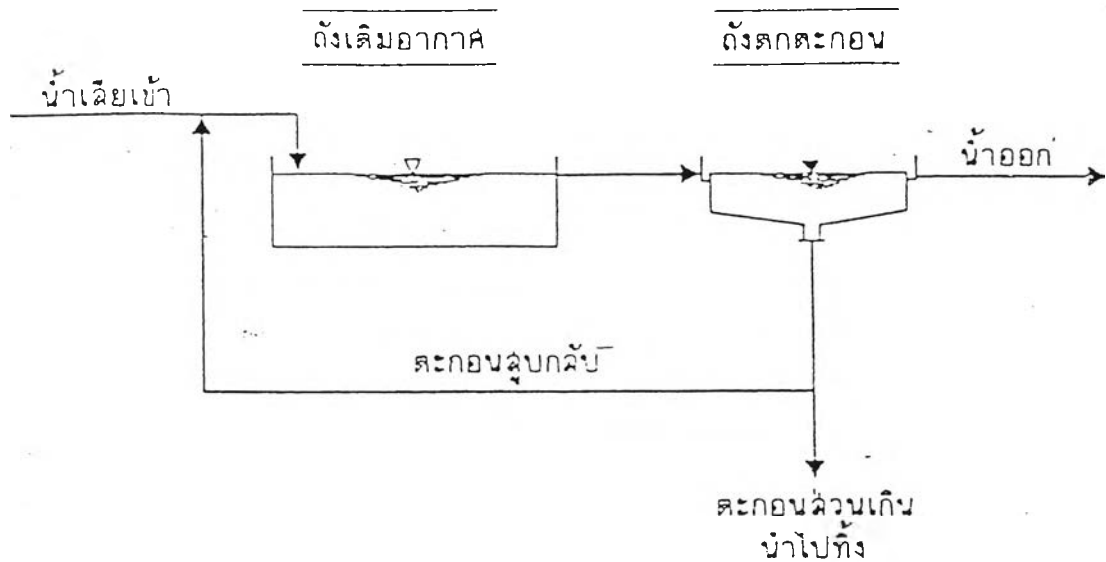 ถังเติมอากาศ
ถังตกตะกอน
น้ำเสียเข้า
น้ำออก
ตะกอนสูบกลับ
ตะกอนส่วนเกิน
นำไปทิ้ง